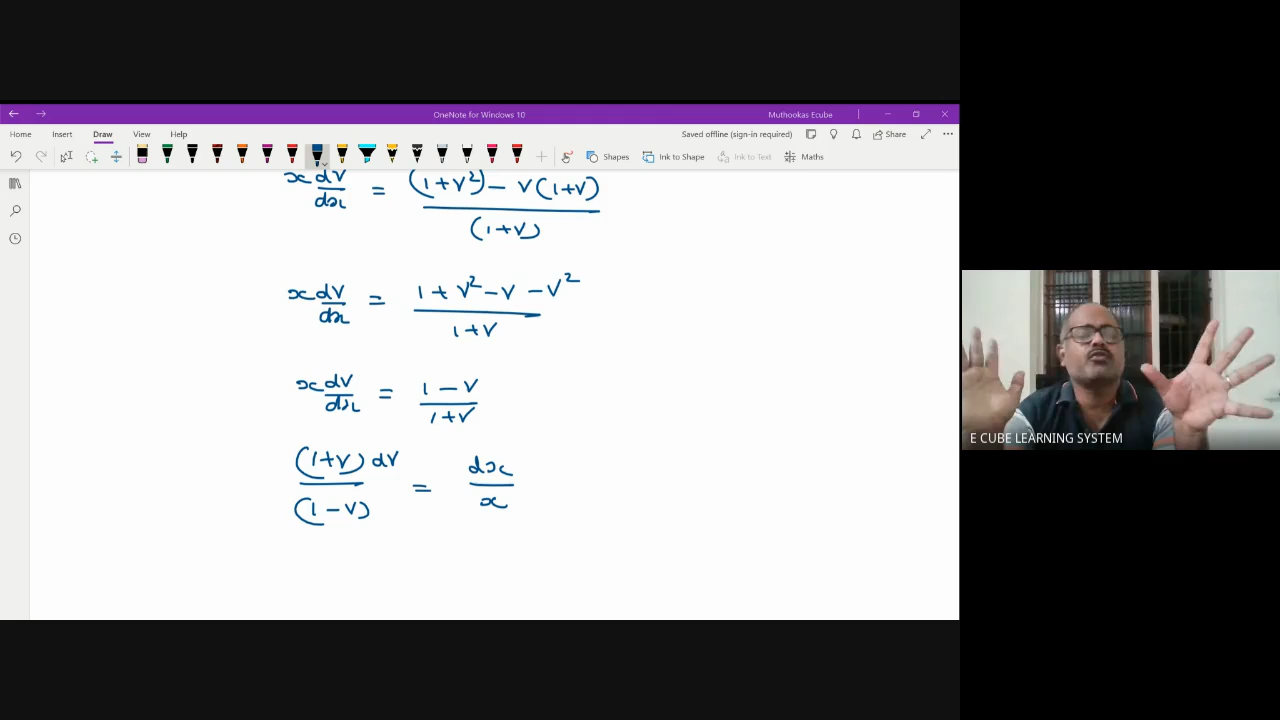 OneNote for Windows 10
Muthookas Ecube
Home Insert Draw View Help
Saved offline (sign-in required)
Share
Shapes
Ink to Shape
Ink to Text
Maths
x dv/dx = (1+v²) - v(1+v) / (1+v)
x dv/dx = 1 + v² - v - v² / 1+v
x dv/dx = 1 - v / 1+v
(1+v) dv / (1-v) = dx / x
E CUBE LEARNING SYSTEM